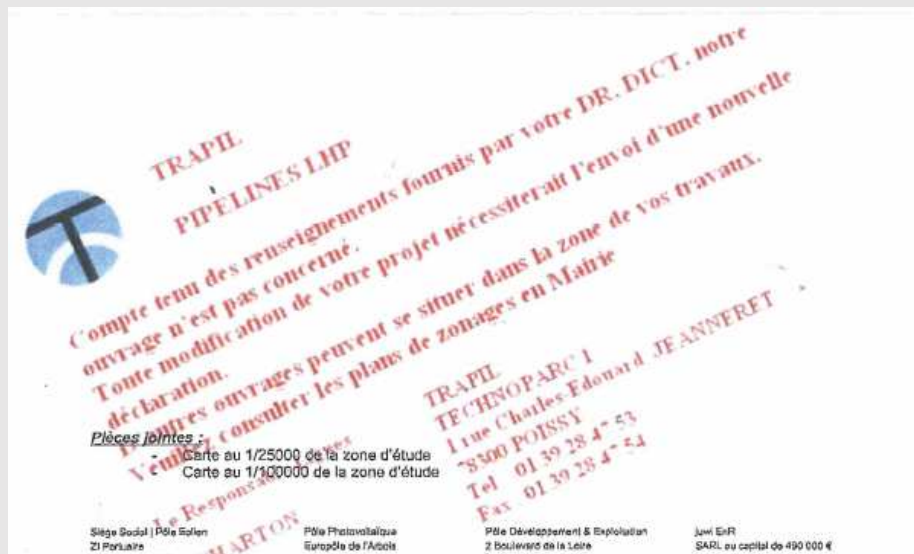 TRAPIL
PIPELINES LHP
Compte tenu des renseignements fournis par votre DR. DICT. notre
ouvrage n'est pas concerné.
Toute modification de votre projet nécessiterait l'envoi d'une nouvelle
déclaration.
ouvrages peuvent se situer dans la zone de vos travaux.
Veuillez consulter les plans de zonages en Mairie
TRAPIL
TECHNOPARC 1
1 rue Charles-Edouard JEANNERET
78300 POISSY
Tel 01 39 28 53
Fax 01 39 28 54
Le Responsable
Pièces jointes :
- Carte au 1/25000 de la zone d'étude
- Carte au 1/100000 de la zone d'étude
Siège Social | Pôle Eolien
ZI Portuaire
Pôle Photovoltaïque
Europôle de l'Arbois
Pôle Développement & Exploitation
2 Boulevard de la Loire
juwi EnR
SARL au capital de 490 000 €